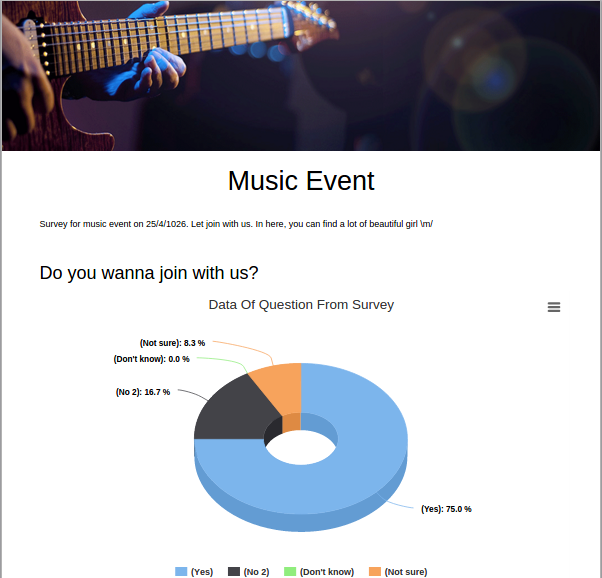 Music Event
Survey for music event on 25/4/1026. Let join with us. In here, you can find a lot of beautiful girl \m/
Do you wanna join with us?
Data Of Question From Survey
(Not sure): 8.3 %
(Don't know): 0.0 %
(No 2): 16.7 %
(Yes): 75.0 %
(Yes) (No 2) (Don't know) (Not sure)